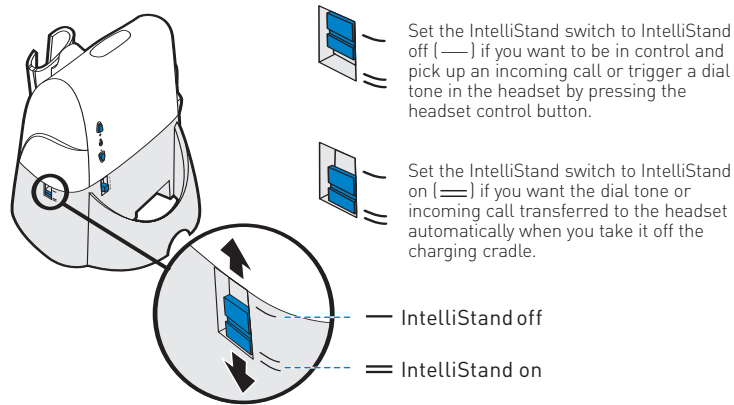 Set the IntelliStand switch to IntelliStand
off (—) if you want to be in control and
pick up an incoming call or trigger a dial
tone in the headset by pressing the
headset control button.
Set the IntelliStand switch to IntelliStand
on (═) if you want the dial tone or
incoming call transferred to the headset
automatically when you take it off the
charging cradle.
— IntelliStand off
═ IntelliStand on